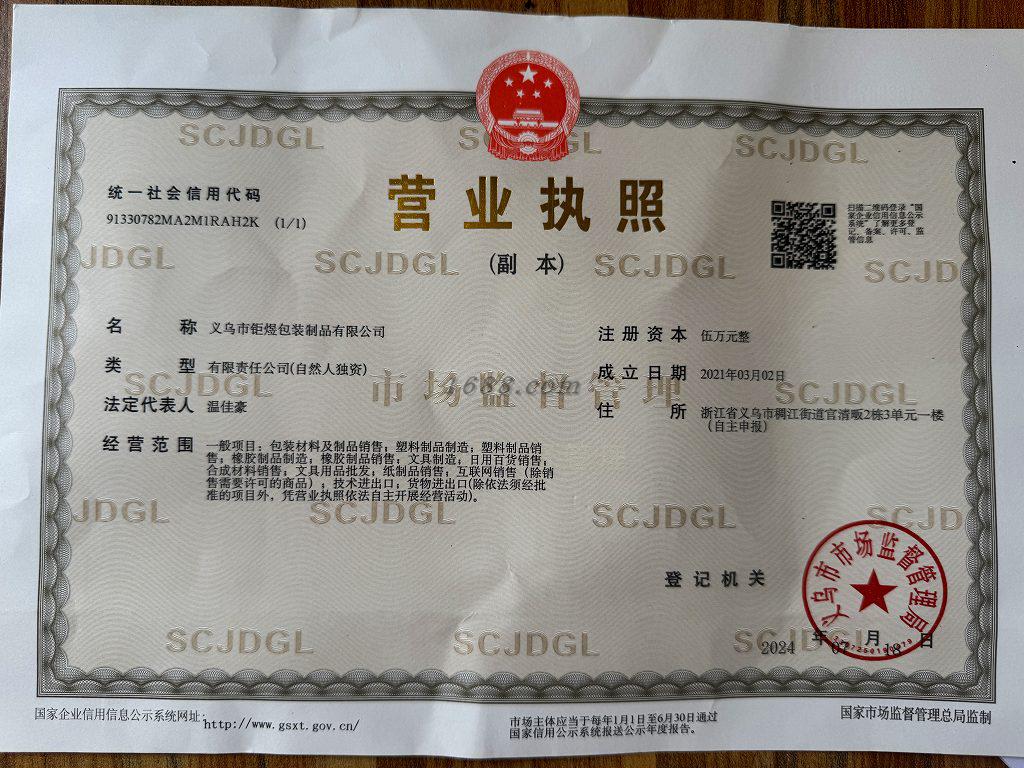 SCJDGL
SCJDGL
统一社会信用代码
91330782MA2M1RAH2K (1/1)
营业执照
(副 本)
扫描二维码登录“国
家企业信用信息公示
系统”了解更多登
记、备案、许可、监
管信息
JDGL SCJDGL SCJDGL SCJD
名 称 义乌市钜煜包装制品有限公司
类 型 有限责任公司(自然人独资)
法定代表人 温佳豪
经营范围 一般项目：包装材料及制品销售；塑料制品制造；塑料制品销
售；橡胶制品制造；橡胶制品销售；文具制造；日用百货销售；
合成材料销售；文具用品批发；纸制品销售；互联网销售（除销
售需要许可的商品）；技术进出口；货物进出口(除依法须经批
准的项目外，凭营业执照依法自主开展经营活动)。
注册资本 伍万元整
成立日期 2021年03月02日
住 所 浙江省义乌市稠江街道官清畈2栋3单元一楼
（自主申报）
SCJDGL 市场监督管理 SCJDGL
1688.com
JDGL SCJDGL SCJDGL SCJD
登记机关
义乌市市场监督管理局
SCJDGL SCJDGL SCJDGL
2024 年 07 月 18 日
国家企业信用信息公示系统网址：http://www.gsxt.gov.cn/
市场主体应当于每年1月1日至6月30日通过
国家信用公示系统报送公示年度报告。
国家市场监督管理总局监制